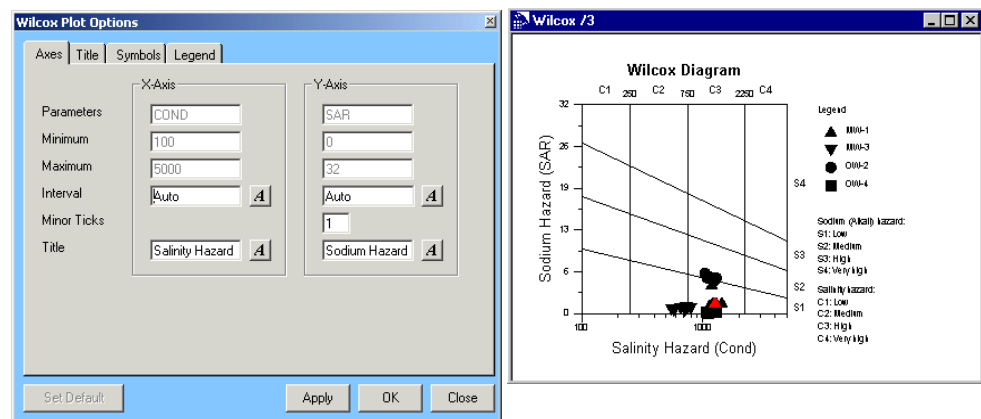 Wilcox Plot Options
Axes Title Symbols Legend
X-Axis Y-Axis
Parameters COND SAR
Minimum 100 0
Maximum 5000 32
Interval Auto A Auto A
Minor Ticks 1
Title Salinity Hazard A Sodium Hazard A
Set Default Apply OK Close
Wilcox /3
Wilcox Diagram
C1 250 C2 750 C3 2250 C4
32
26
19
13
6
0
Sodium Hazard (SAR)
S4
S3
S2
S1
100 1000
Salinity Hazard (Cond)
Legend
MW-1
MW-3
OW-2
OW-4
Sodium (Alkali) hazard:
S1: Low
S2: Medium
S3: High
S4: Very high
Salinity hazard:
C1: Low
C2: Medium
C3: High
C4: Very high